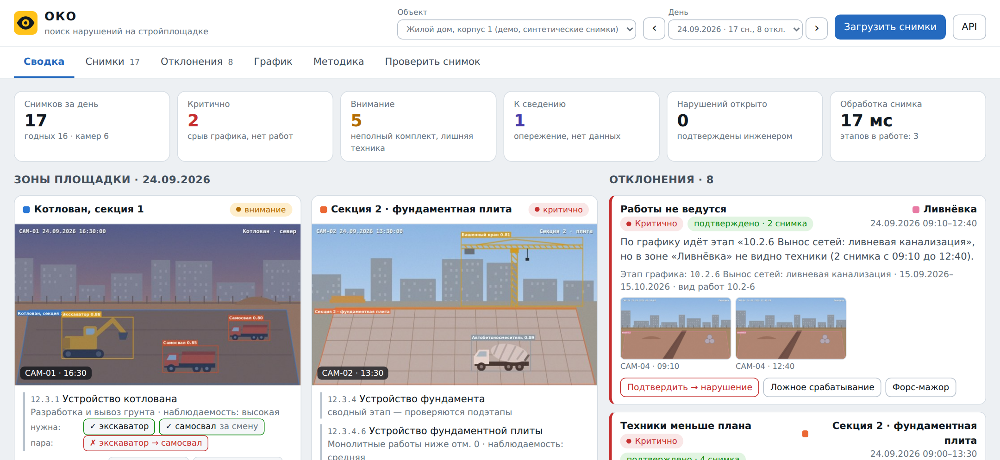 ОКО
поиск нарушений на стройплощадке
Объект
Жилой дом, корпус 1 (демо, синтетические снимки)
‹
День
24.09.2026 · 17 сн., 8 откл.
›
Загрузить снимки
API
Сводка
Снимки 17
Отклонения 8
График
Методика
Проверить снимок
Снимков за день
17
годных 16 · камер 6
Критично
2
срыв графика, нет работ
Внимание
5
неполный комплект, лишняя
техника
К сведению
1
опережение, нет данных
Нарушений открыто
0
подтверждены инженером
Обработка снимка
17 мс
этапов в работе: 3
ЗОНЫ ПЛОЩАДКИ · 24.09.2026
Котлован, секция 1
внимание
CAM-01 24.09.2026 16:30:00
Котлован · север
Котлован, секция
Экскаватор 0.88
Самосвал 0.80
Самосвал 0.85
CAM-01 · 16:30
12.3.1 Устройство котлована
Разработка и вывоз грунта · наблюдаемость: высокая
нужна:
✓ экскаватор
✓ самосвал за смену
пара:
✗ экскаватор → самосвал
Секция 2 · фундаментная плита
критично
CAM-02 24.09.2026 13:30:00
Секция 2 · плита
Башенный кран 0.81
Секция 2 · фундаментная плита
Автобетоносмеситель 0.89
CAM-02 · 13:30
12.3.4 Устройство фундамента
сводный этап — проверяются подэтапы
12.3.4.6 Устройство фундаментной плиты
Монолитные работы ниже отм. 0 · наблюдаемость:
средняя
ОТКЛОНЕНИЯ · 8
Работы не ведутся
Ливнёвка
Критично
подтверждено · 2 снимка
24.09.2026 09:10–12:40
По графику идёт этап «10.2.6 Вынос сетей: ливневая канализация»,
но в зоне «Ливнёвка» не видно техники (2 снимка с 09:10 до 12:40).
Этап графика: 10.2.6 Вынос сетей: ливневая канализация · 15.09.2026–
15.10.2026 · вид работ 10.2-6
CAM-04 · 09:10
CAM-04 · 12:40
Подтвердить → нарушение
Ложное срабатывание
Форс-мажор
Техники меньше плана
Секция 2 · фундаментная
плита
Критично
24.09.2026 09:00–13:30
подтверждено · 4 снимка